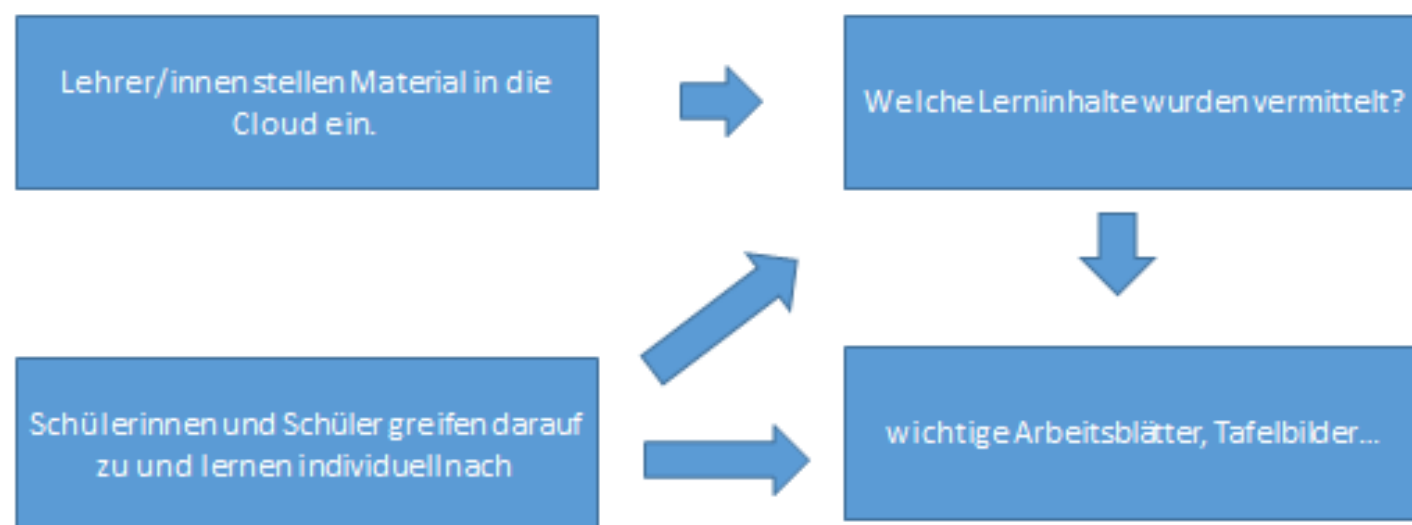 Lehrer/innen stellen Material in die
Cloud ein.
Welche Lerninhalte wurden vermittelt?
Schülerinnen und Schüler greifen darauf
zu und lernen individuell nach
wichtige Arbeitsblätter, Tafelbilder...